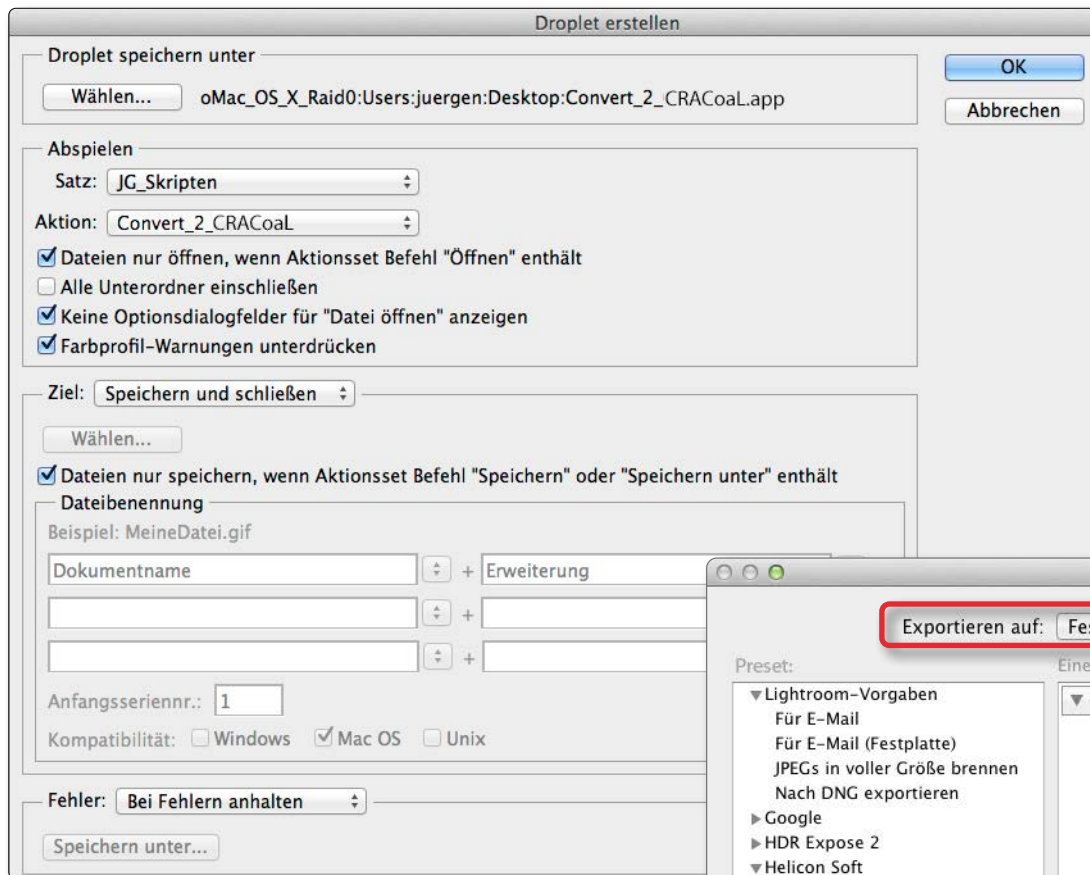 Droplet erstellen
Droplet speichern unter
OK
Wählen... oMac_OS_X_Raid0:Users:juergen:Desktop:Convert_2_CRACoaL.app
Abbrechen
Abspielen
Satz: JG_Skripten
Aktion: Convert_2_CRACoaL
Dateien nur öffnen, wenn Aktionsset Befehl "Öffnen" enthält
Alle Unterordner einschließen
Keine Optionsdialogfelder für "Datei öffnen" anzeigen
Farbprofil-Warnungen unterdrücken
Ziel: Speichern und schließen
Wählen...
Dateien nur speichern, wenn Aktionsset Befehl "Speichern" oder "Speichern unter" enthält
Dateibenennung
Beispiel: MeineDatei.gif
Dokumentname + Erweiterung
+
+
Anfangsseriennr.: 1
Kompatibilität: Windows Mac OS Unix
Fehler: Bei Fehlern anhalten
Speichern unter...
Exportieren auf:
Preset:
Lightroom-Vorgaben
Für E-Mail
Für E-Mail (Festplatte)
JPEGs in voller Größe brennen
Nach DNG exportieren
Google
HDR Expose 2
Helicon Soft